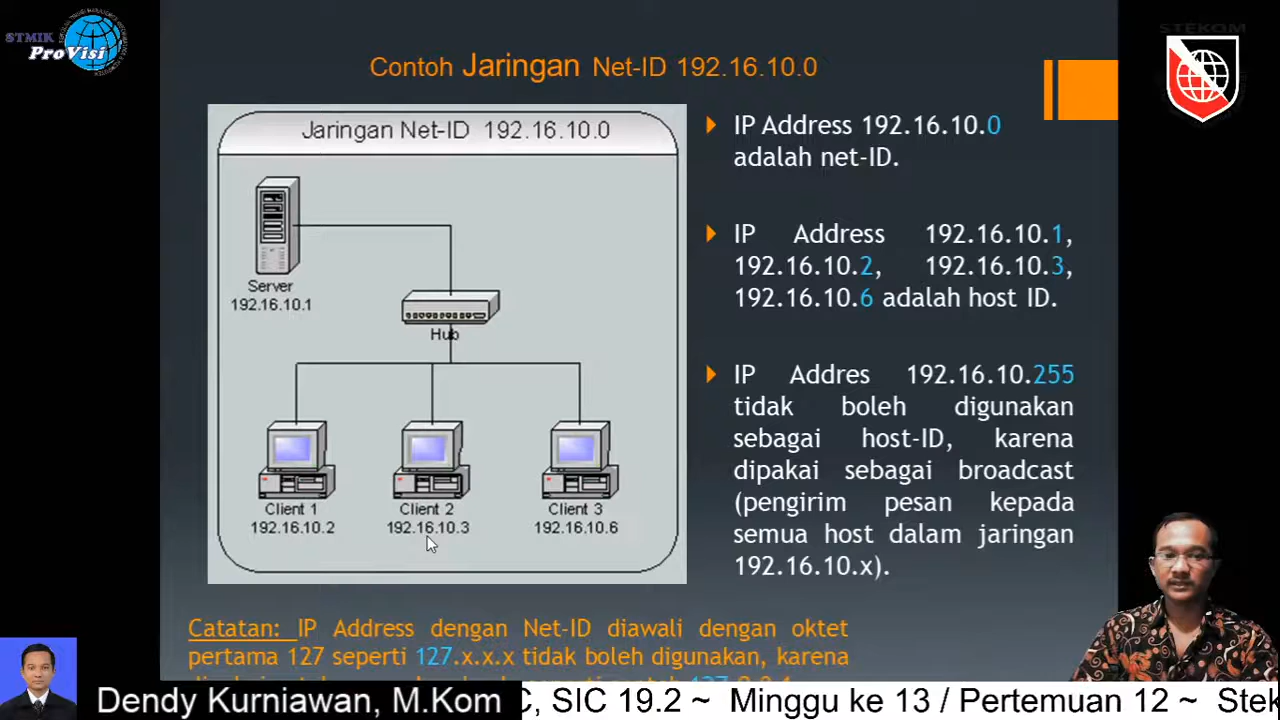 STMIK
ProVisi
STEKOM
Contoh Jaringan Net-ID 192.16.10.0
Jaringan Net-ID 192.16.10.0
Server
192.16.10.1
Hub
Client 1
192.16.10.2
Client 2
192.16.10.3
Client 3
192.16.10.6
IP Address 192.16.10.0
adalah net-ID.
IP Address 192.16.10.1,
192.16.10.2, 192.16.10.3,
192.16.10.6 adalah host ID.
IP Addres 192.16.10.255
tidak boleh digunakan
sebagai host-ID, karena
dipakai sebagai broadcast
(pengirim pesan kepada
semua host dalam jaringan
192.16.10.x).
Catatan: IP Address dengan Net-ID diawali dengan oktet
pertama 127 seperti 127.x.x.x tidak boleh digunakan, karena
Dendy Kurniawan, M.Kom
C, SIC 19.2 ~ Minggu ke 13 / Pertemuan 12 ~ Stek